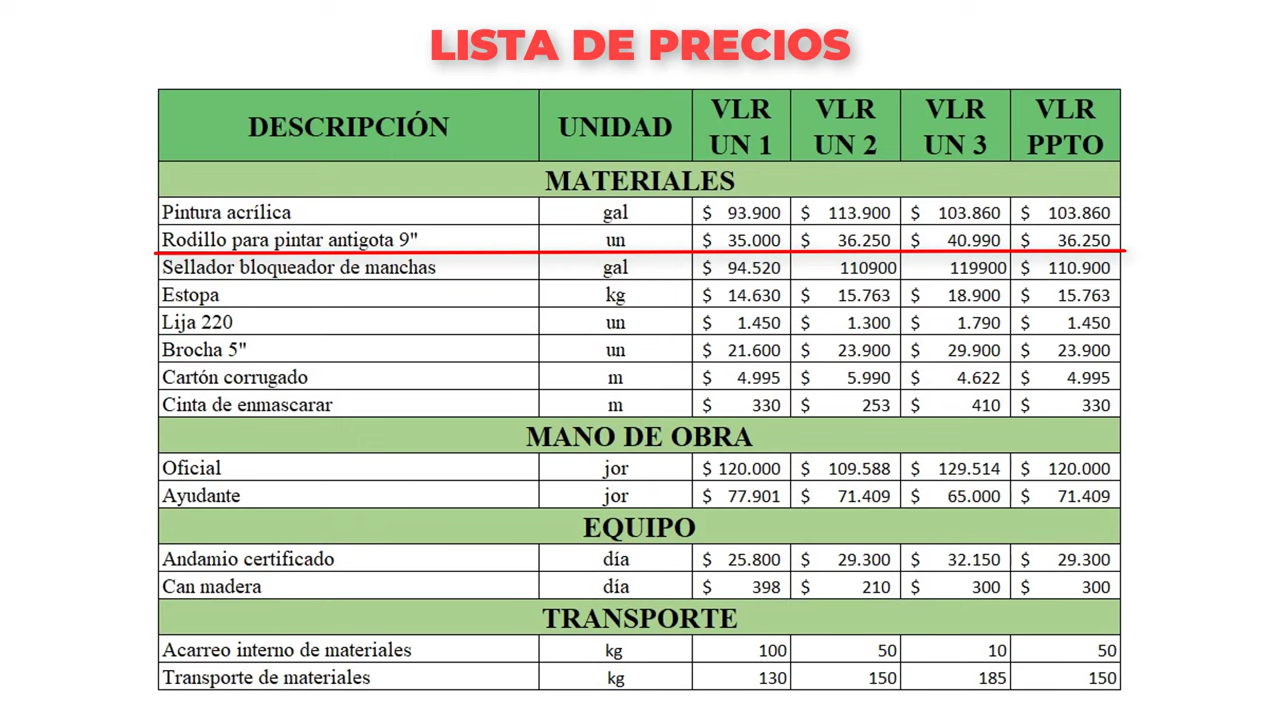 LISTA DE PRECIOS
DESCRIPCIÓN UNIDAD VLR UN 1 VLR UN 2 VLR UN 3 VLR PPTO
MATERIALES
Pintura acrílica gal $ 93.900 $ 113.900 $ 103.860 $ 103.860
Rodillo para pintar antigota 9" un $ 35.000 $ 36.250 $ 40.990 $ 36.250
Sellador bloqueador de manchas gal $ 94.520 110900 119900 $ 110.900
Estopa kg $ 14.630 $ 15.763 $ 18.900 $ 15.763
Lija 220 un $ 1.450 $ 1.300 $ 1.790 $ 1.450
Brocha 5" un $ 21.600 $ 23.900 $ 29.900 $ 23.900
Cartón corrugado m $ 4.995 $ 5.990 $ 4.622 $ 4.995
Cinta de enmascarar m $ 330 $ 253 $ 410 $ 330
MANO DE OBRA
Oficial jor $ 120.000 $ 109.588 $ 129.514 $ 120.000
Ayudante jor $ 77.901 $ 71.409 $ 65.000 $ 71.409
EQUIPO
Andamio certificado día $ 25.800 $ 29.300 $ 32.150 $ 29.300
Can madera día $ 398 $ 210 $ 300 $ 300
TRANSPORTE
Acarreo interno de materiales kg 100 50 10 50
Transporte de materiales kg 130 150 185 150